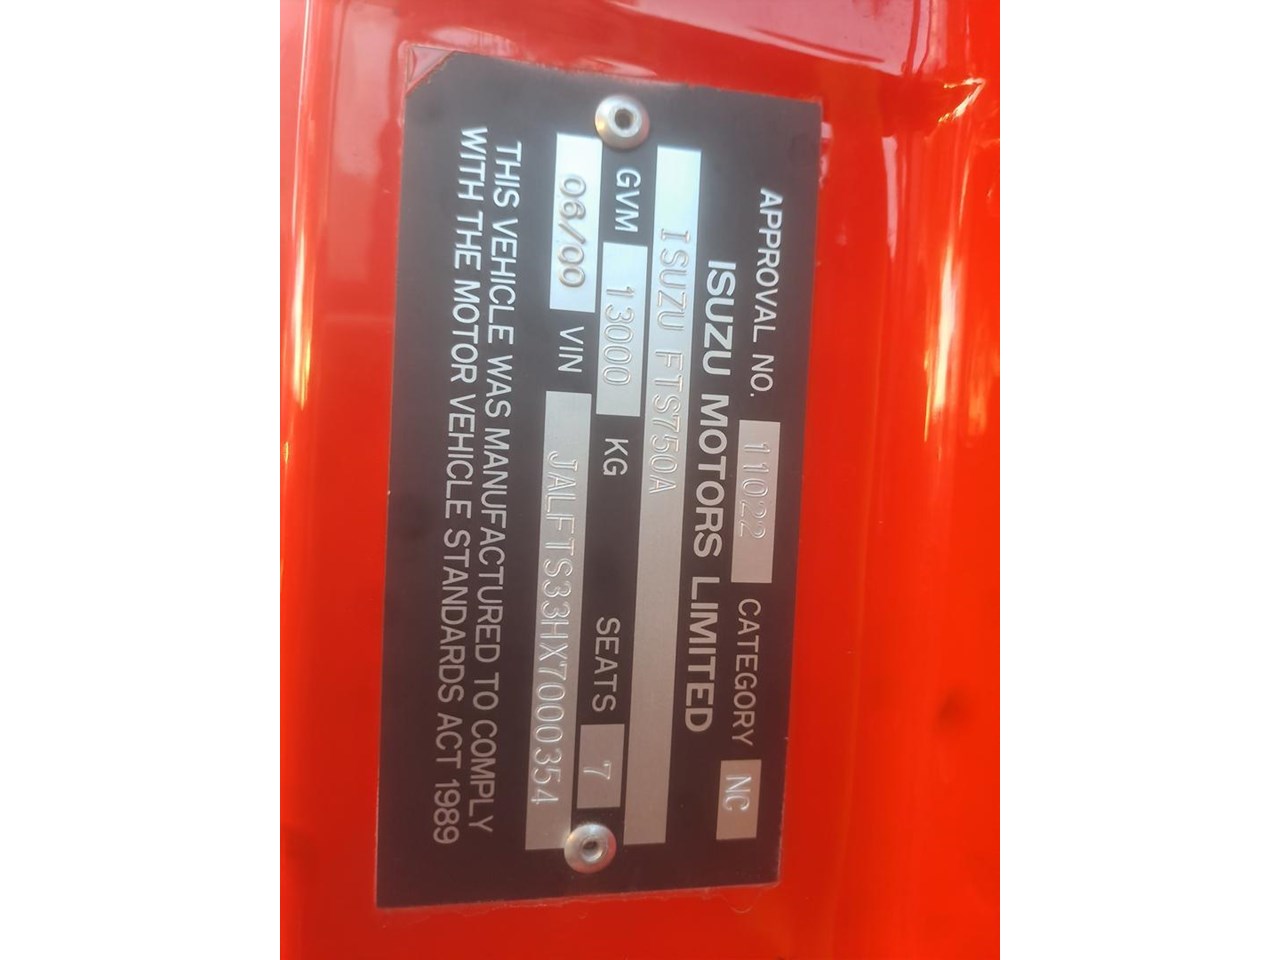 APPROVAL NO. 11022 CATEGORY NC
ISUZU MOTORS LIMITED
ISUZU FTS750A
GVM 13000 KG SEATS 7
06/00 VIN JALFTS33HX7000354
THIS VEHICLE WAS MANUFACTURED TO COMPLY
WITH THE MOTOR VEHICLE STANDARDS ACT 1989